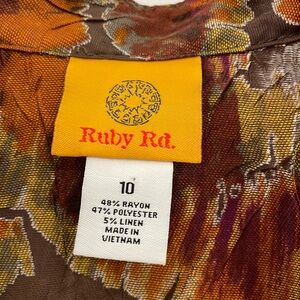 Ruby Rd.
10
48% RAYON
47% POLYESTER
5% LINEN
MADE IN
VIETNAM